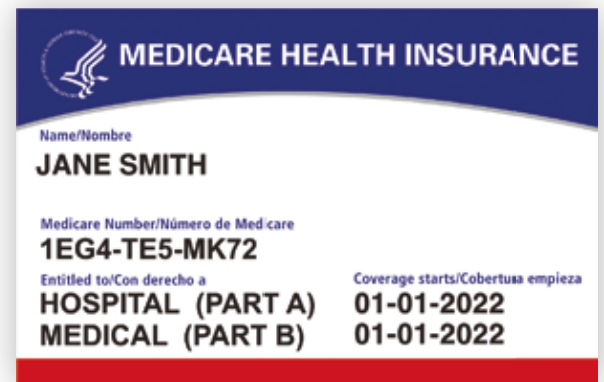 MEDICARE HEALTH INSURANCE
Name/Nombre
JANE SMITH
Medicare Number/Número de Medicare
1EG4-TE5-MK72
Entitled to/Con derecho a Coverage starts/Cobertura empieza
HOSPITAL (PART A) 01-01-2022
MEDICAL (PART B) 01-01-2022